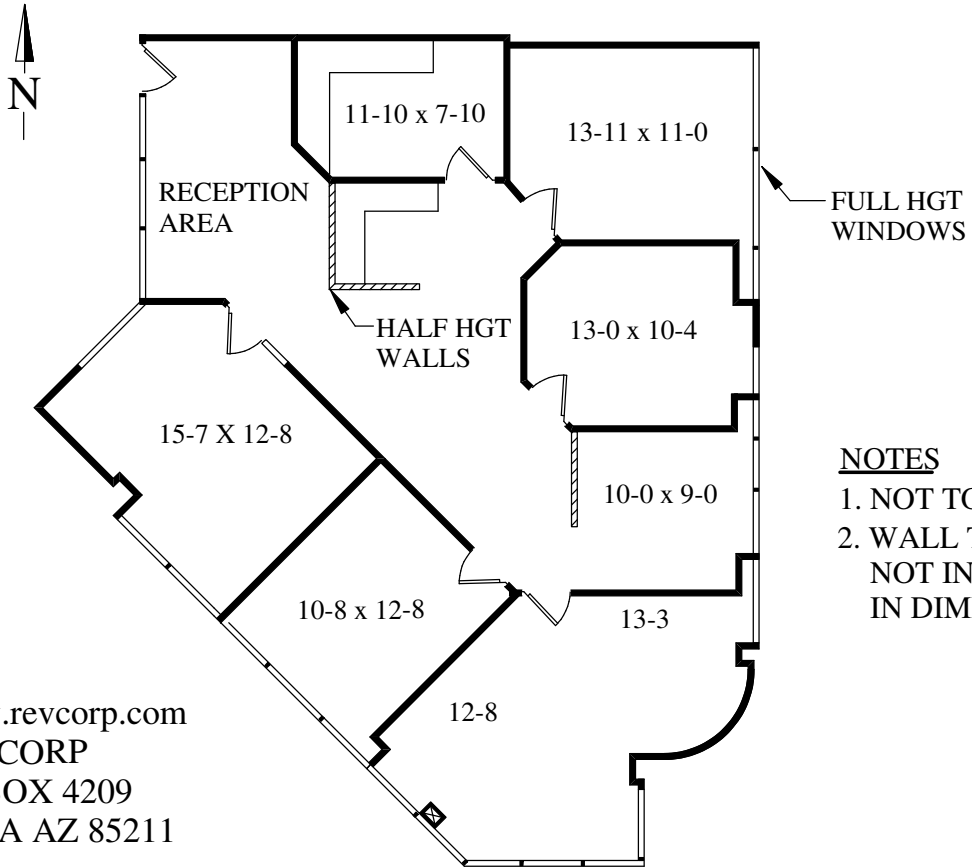 N
11-10 x 7-10
13-11 x 11-0
RECEPTION
AREA
FULL HGT
WINDOWS
HALF HGT
WALLS
13-0 x 10-4
15-7 X 12-8
10-0 x 9-0
NOTES
1. NOT TO
2. WALL T
NOT IN
IN DIM
10-8 x 12-8
13-3
12-8
.revcorp.com
CORP
OX 4209
A AZ 85211